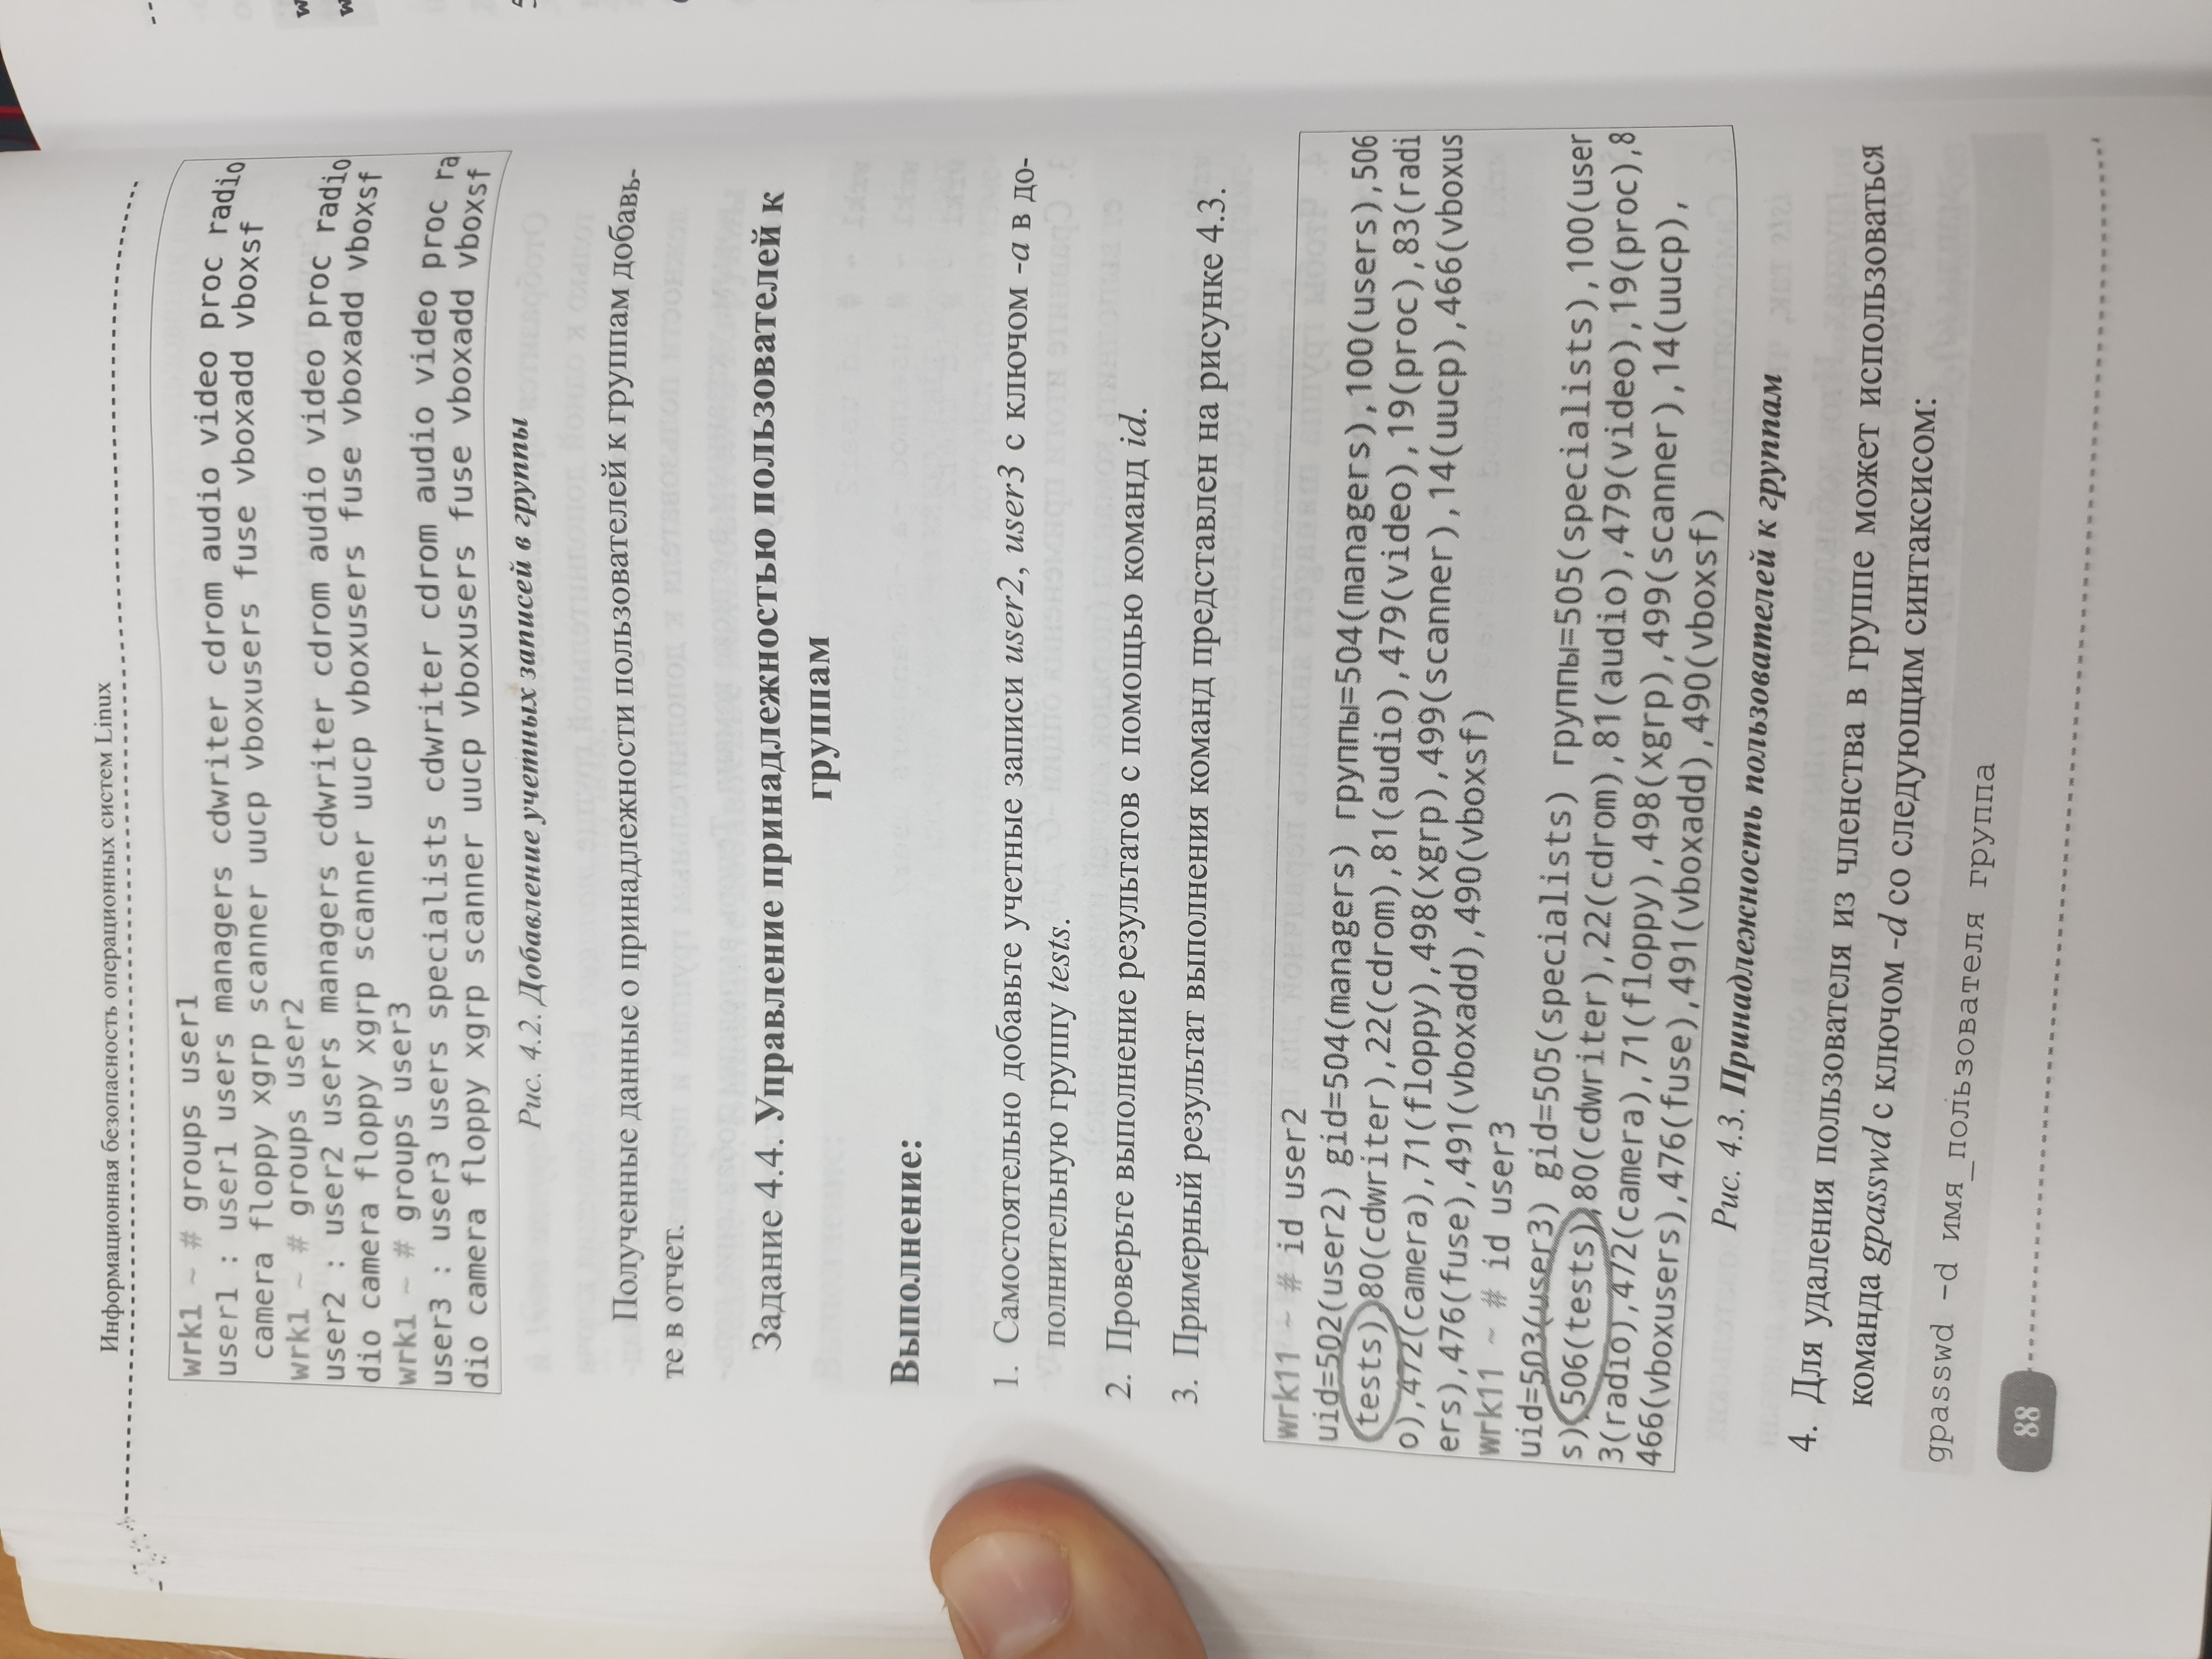 Информационная безопасность операционных систем Linux
wrk1 ~ # groups user1
user1 : user1 users managers cdwriter cdrom audio video proc radio
camera floppy xgrp scanner uucp vboxusers fuse vboxadd vboxsf
wrk1 ~ # groups user2
user2 : user2 users managers cdwriter cdrom audio video proc radio
dio camera floppy xgrp scanner uucp vboxusers fuse vboxadd vboxsf
wrk1 ~ # groups user3
user3 : user3 users specialists cdwriter cdrom audio video proc ra
dio camera floppy xgrp scanner uucp vboxusers fuse vboxadd vboxsf
Рис. 4.2. Добавление учетных записей в группы
Полученные данные о принадлежности пользователей к группам добавь-
те в отчет.
Задание 4.4. Управление принадлежностью пользователей к
группам
Выполнение:
1. Самостоятельно добавьте учетные записи user2, user3 с ключом -a в до-
полнительную группу tests.
2. Проверьте выполнение результатов с помощью команд id.
3. Примерный результат выполнения команд представлен на рисунке 4.3.
wrk11 ~ # id user2
uid=502(user2) gid=504(managers) группы=504(managers),100(users),506
(tests),80(cdwriter),22(cdrom),81(audio),479(video),19(proc),83(radi
o),472(camera),71(floppy),498(xgrp),499(scanner),14(uucp),466(vboxus
ers),476(fuse),491(vboxadd),490(vboxsf)
wrk11 ~ # id user3
uid=503(user3) gid=505(specialists) группы=505(specialists),100(user
s),506(tests),80(cdwriter),22(cdrom),81(audio),479(video),19(proc),8
3(radio),472(camera),71(floppy),498(xgrp),499(scanner),14(uucp),
466(vboxusers),476(fuse),491(vboxadd),490(vboxsf)
Рис. 4.3. Принадлежность пользователей к группам
4. Для удаления пользователя из членства в группе может использоваться
команда gpasswd с ключом -d со следующим синтаксисом:
gpasswd -d имя_пользователя группа
88